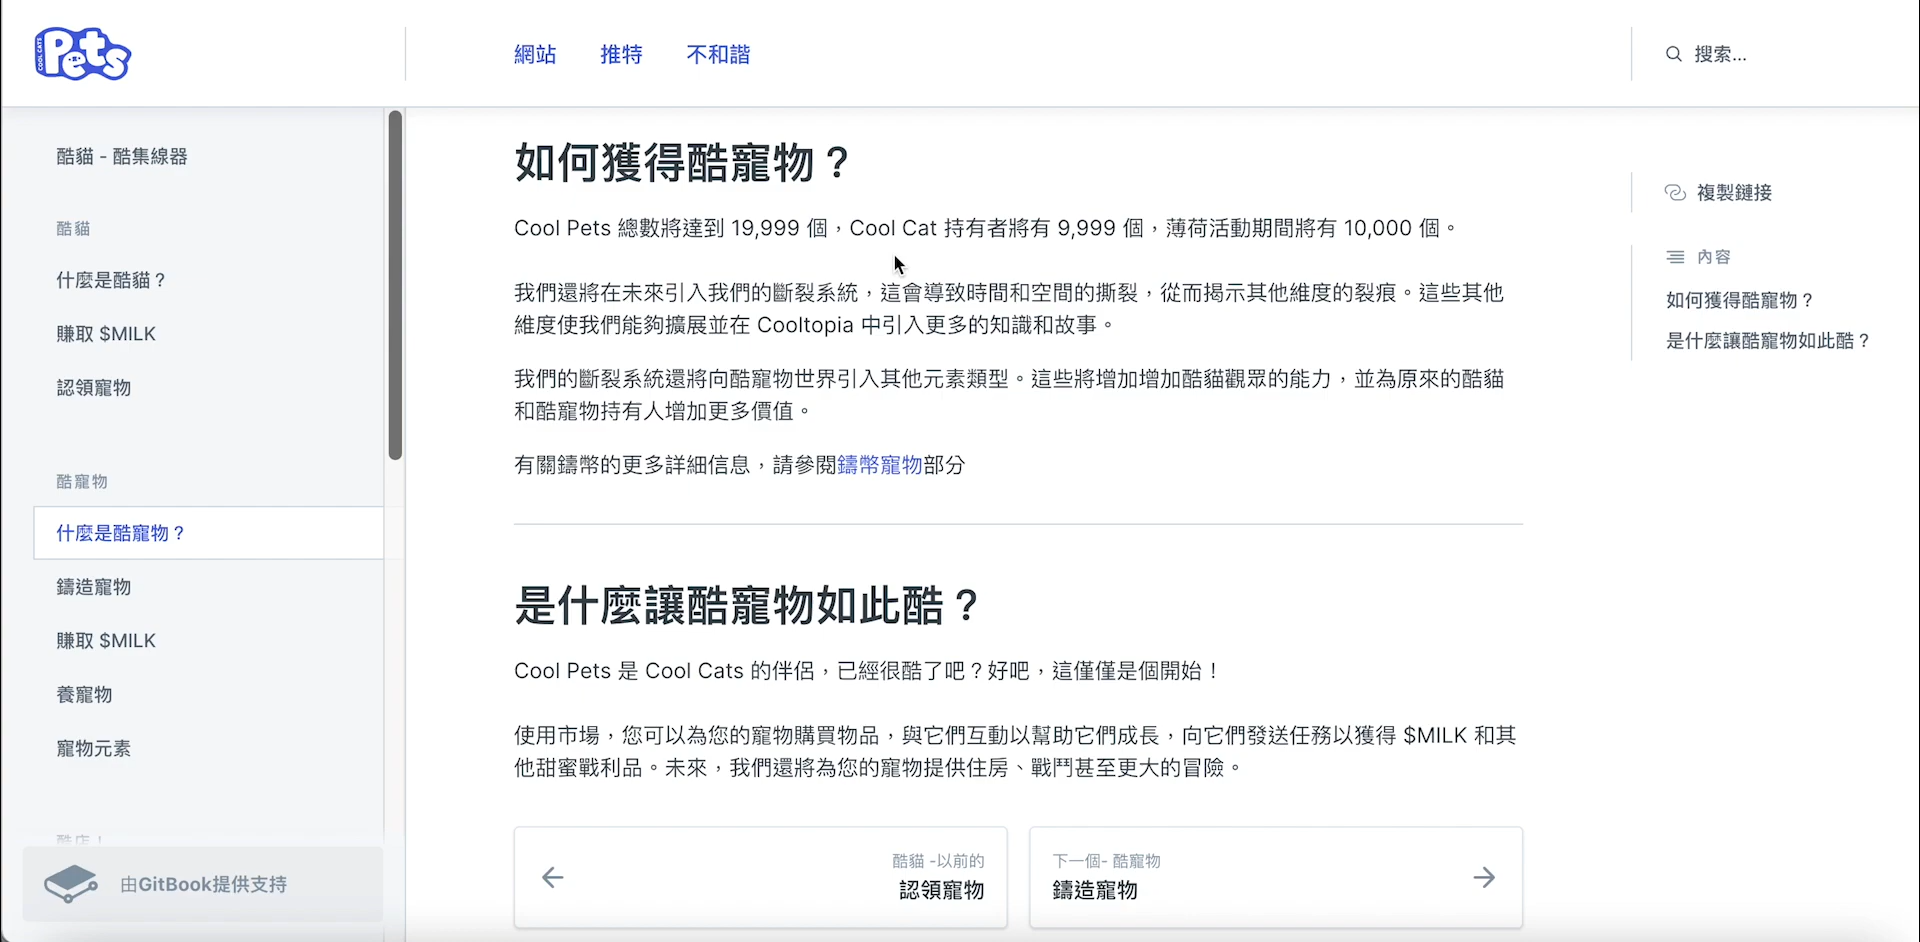 COOL CATS
Pets
網站
推特
不和諧
搜索...
酷貓 - 酷集線器
酷貓
什麼是酷貓？
賺取 $MILK
認領寵物
酷寵物
什麼是酷寵物？
鑄造寵物
賺取 $MILK
養寵物
寵物元素
酷店！
由GitBook提供支持
如何獲得酷寵物？
Cool Pets 總數將達到 19,999 個，Cool Cat 持有者將有 9,999 個，薄荷活動期間將有 10,000 個。
我們還將在未來引入我們的斷裂系統，這會導致時間和空間的撕裂，從而揭示其他維度的裂痕。這些其他
維度使我們能夠擴展並在 Cooltopia 中引入更多的知識和故事。
我們的斷裂系統還將向酷寵物世界引入其他元素類型。這些將增加增加酷貓觀眾的能力，並為原來的酷貓
和酷寵物持有人增加更多價值。
有關鑄幣的更多詳細信息，請參閱鑄幣寵物部分
是什麼讓酷寵物如此酷？
Cool Pets 是 Cool Cats 的伴侶，已經很酷了吧？好吧，這僅僅是個開始！
使用市場，您可以為您的寵物購買物品，與它們互動以幫助它們成長，向它們發送任務以獲得 $MILK 和其
他甜蜜戰利品。未來，我們還將為您的寵物提供住房、戰鬥甚至更大的冒險。
酷貓 -以前的
認領寵物
下一個- 酷寵物
鑄造寵物
複製鏈接
內容
如何獲得酷寵物？
是什麼讓酷寵物如此酷？